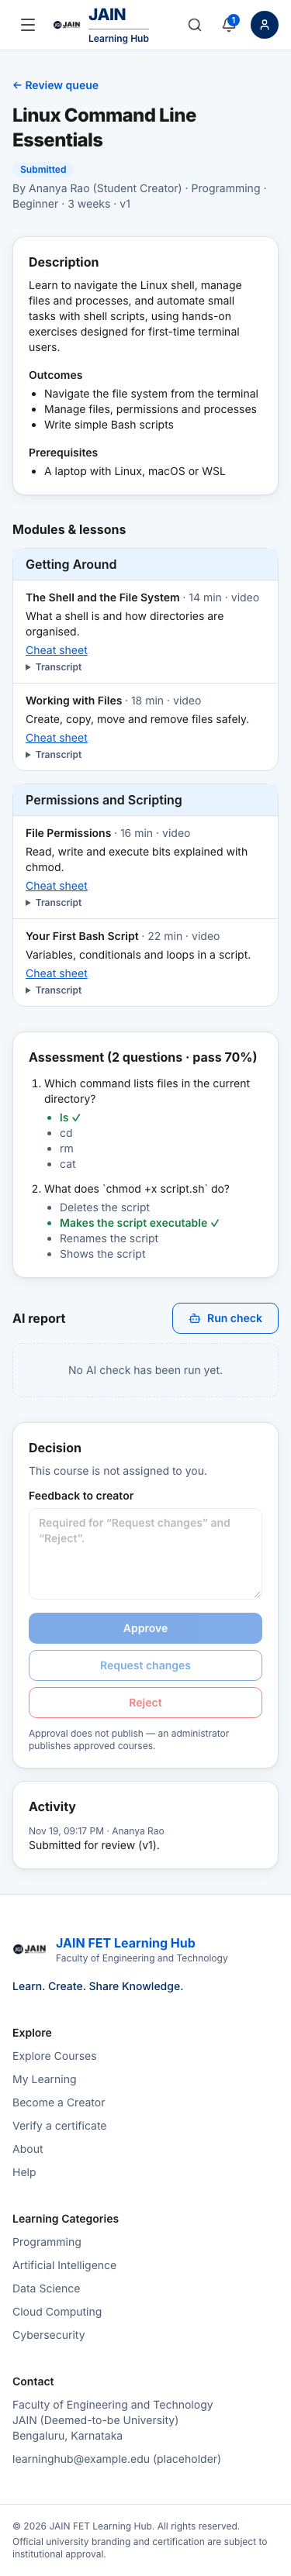 JAIN
JAIN
Learning Hub
1
← Review queue
Linux Command Line
Essentials
Submitted
By Ananya Rao (Student Creator) · Programming ·
Beginner · 3 weeks · v1
Description
Learn to navigate the Linux shell, manage
files and processes, and automate small
tasks with shell scripts, using hands-on
exercises designed for first-time terminal
users.
Outcomes
• Navigate the file system from the terminal
• Manage files, permissions and processes
• Write simple Bash scripts
Prerequisites
• A laptop with Linux, macOS or WSL
Modules & lessons
Getting Around
The Shell and the File System · 14 min · video
What a shell is and how directories are
organised.
Cheat sheet
▶ Transcript
Working with Files · 18 min · video
Create, copy, move and remove files safely.
Cheat sheet
▶ Transcript
Permissions and Scripting
File Permissions · 16 min · video
Read, write and execute bits explained with
chmod.
Cheat sheet
▶ Transcript
Your First Bash Script · 22 min · video
Variables, conditionals and loops in a script.
Cheat sheet
▶ Transcript
Assessment (2 questions · pass 70%)
1. Which command lists files in the current
directory?
• ls ✓
• cd
• rm
• cat
2. What does `chmod +x script.sh` do?
• Deletes the script
• Makes the script executable ✓
• Renames the script
• Shows the script
AI report
Run check
No AI check has been run yet.
Decision
This course is not assigned to you.
Feedback to creator
Required for “Request changes” and
“Reject”.
Approve
Request changes
Reject
Approval does not publish — an administrator
publishes approved courses.
Activity
Nov 19, 09:17 PM · Ananya Rao
Submitted for review (v1).
JAIN
JAIN FET Learning Hub
Faculty of Engineering and Technology
Learn. Create. Share Knowledge.
Explore
Explore Courses
My Learning
Become a Creator
Verify a certificate
About
Help
Learning Categories
Programming
Artificial Intelligence
Data Science
Cloud Computing
Cybersecurity
Contact
Faculty of Engineering and Technology
JAIN (Deemed-to-be University)
Bengaluru, Karnataka
learninghub@example.edu (placeholder)
© 2026 JAIN FET Learning Hub. All rights reserved.
Official university branding and certification are subject to
institutional approval.